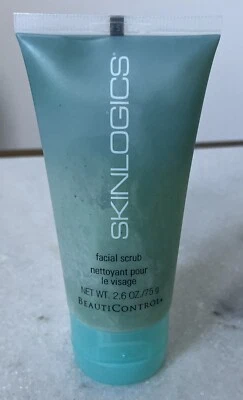 SKINLOGICS
facial scrub
nettoyant pour
le visage
NET WT. 2.6 OZ./75 g
BEAUTICONTROL